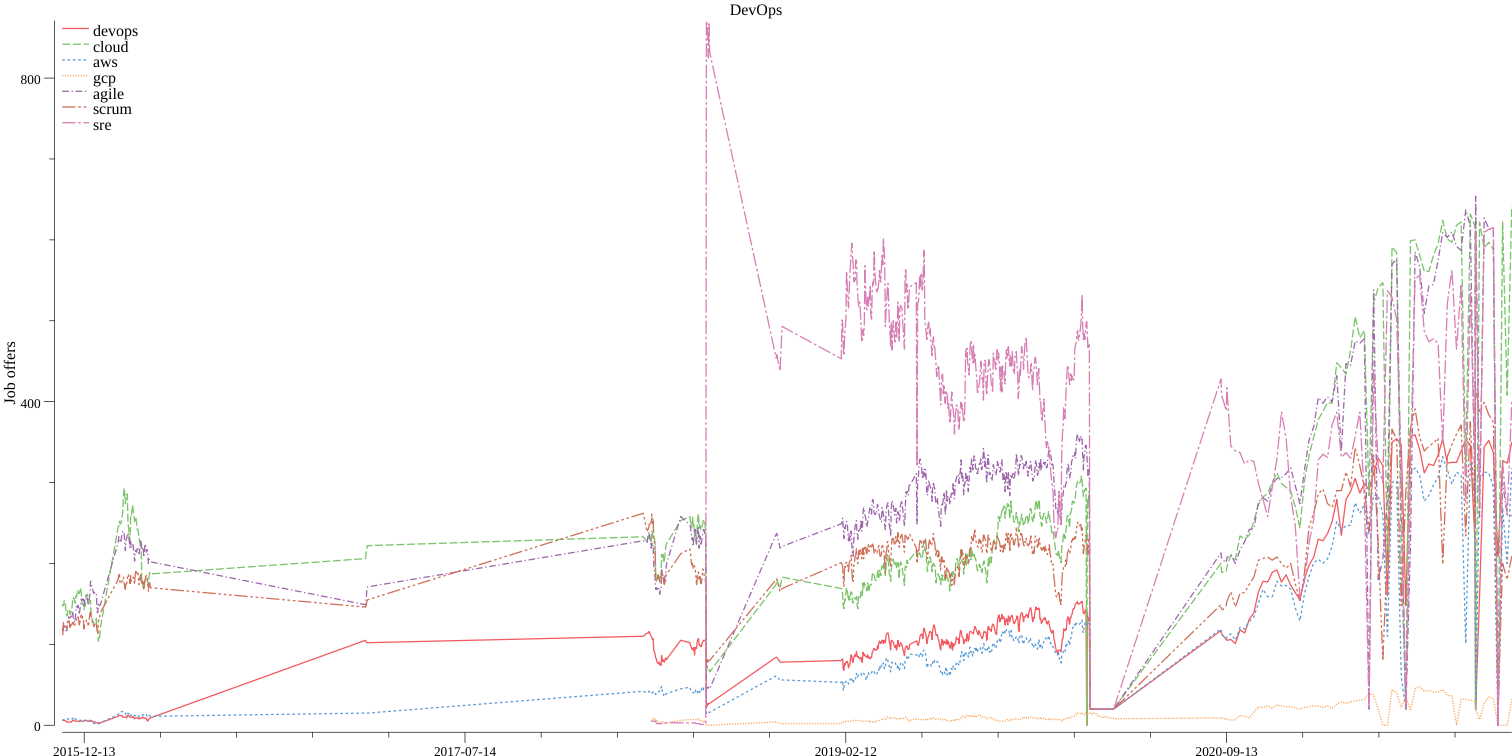 DevOps
devops
cloud
aws
gcp
agile
scrum
sre
800
400
0
Job offers
2015-12-13
2017-07-14
2019-02-12
2020-09-13